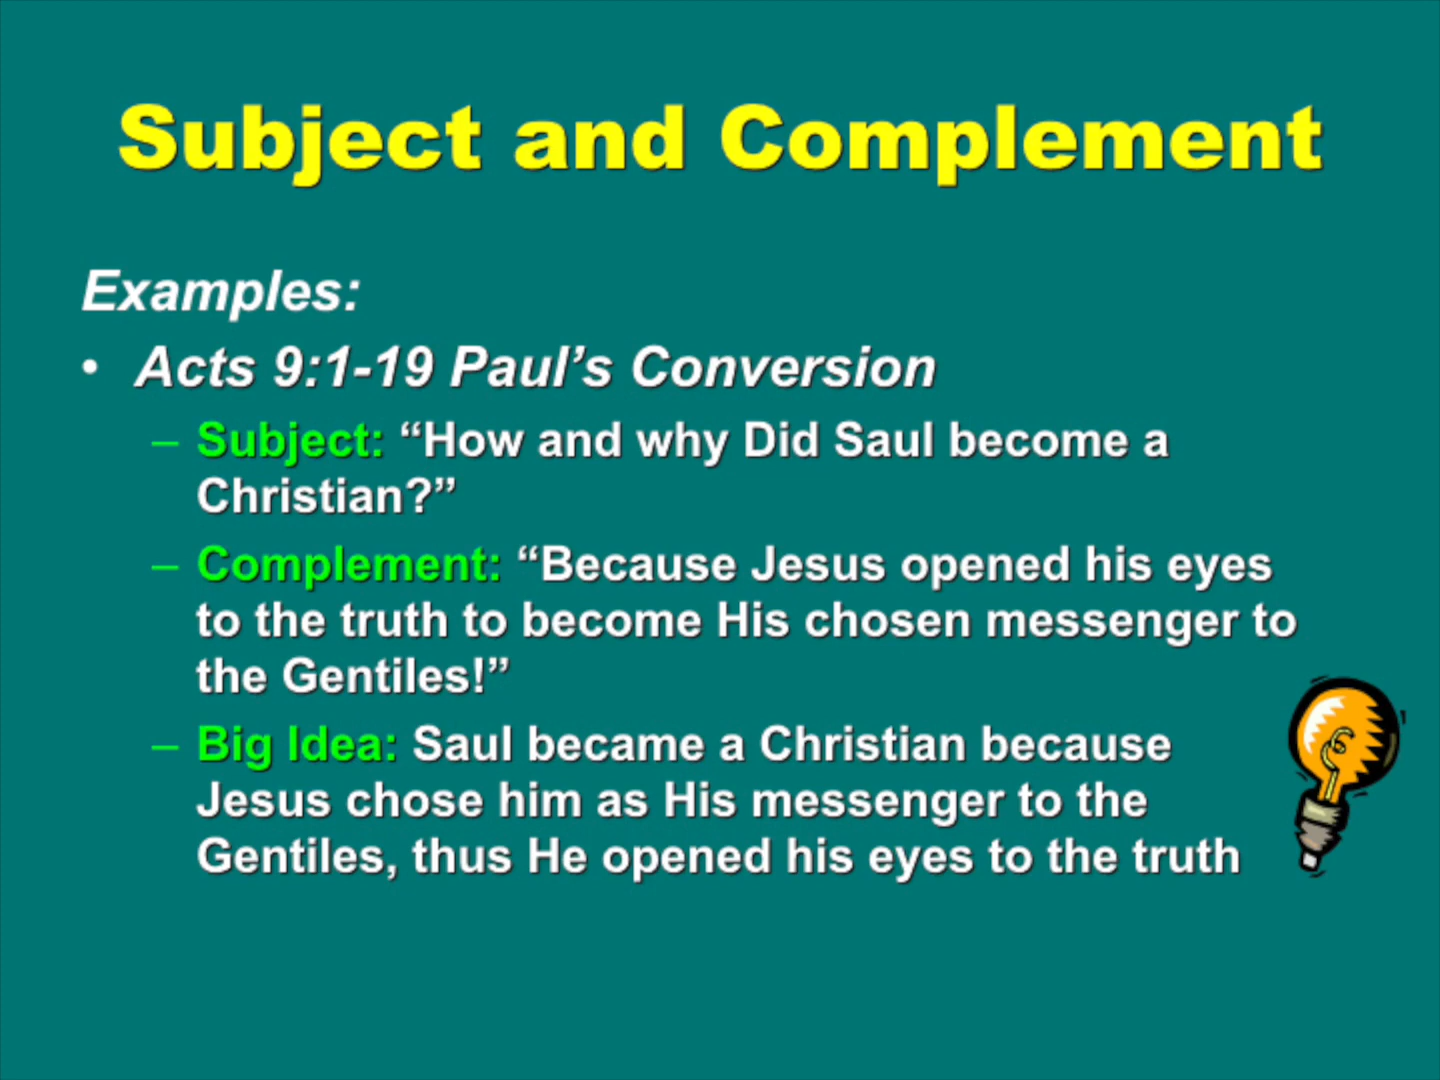 Subject and Complement
Examples:
• Acts 9:1-19 Paul’s Conversion
– Subject: “How and why Did Saul become a
Christian?”
– Complement: “Because Jesus opened his eyes
to the truth to become His chosen messenger to
the Gentiles!”
– Big Idea: Saul became a Christian because
Jesus chose him as His messenger to the
Gentiles, thus He opened his eyes to the truth